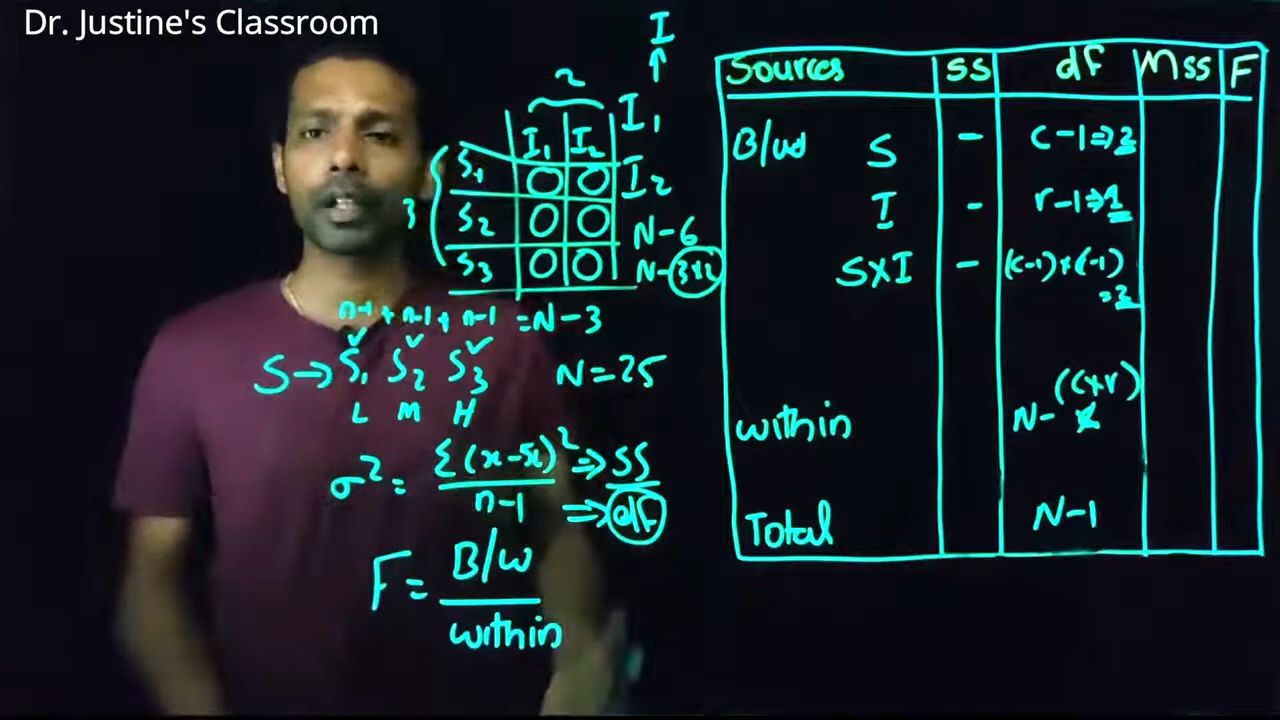 Dr. Justine's Classroom
I
↑
2
I₁ I₂ I₁
S₁ O O I2
3 S2 O O N-6
S3 O O N-(3x2)
n-1 + n-1 + n-1 = N-3
S→ S₁ S2 S3 N=25
L M H
σ² = Σ(x-x̄)² ⇒ SS
n-1 ⇒ df
F = B/w
within
Sources SS df Mss F
B/w S - c-1⇒2
I - r-1⇒1
SXI - (c-1)*(-1)
=2
within N-(c*r)
Total N-1